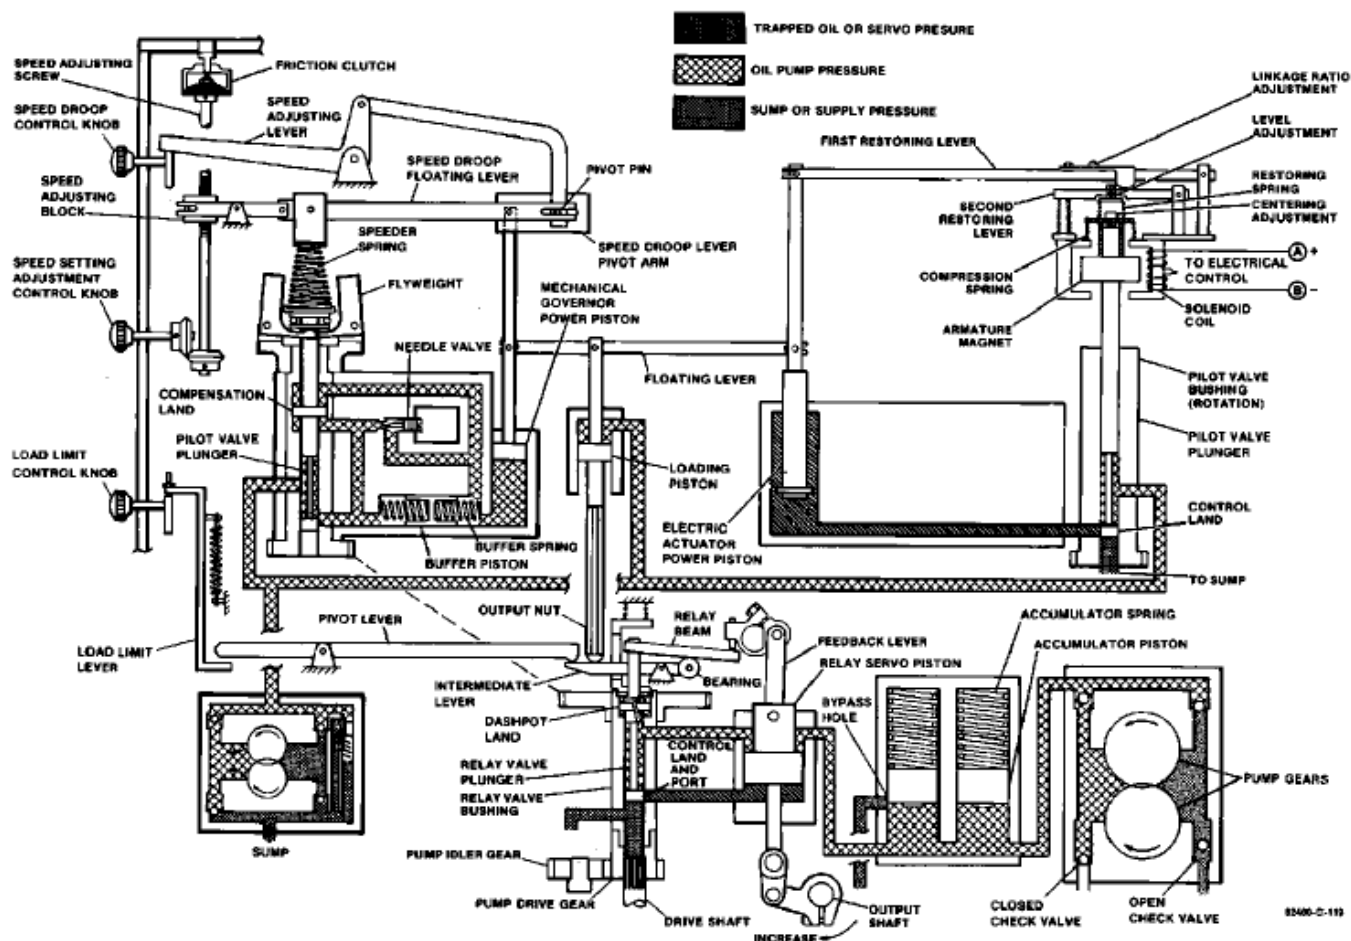 TRAPPED OIL OR SERVO PRESURE
OIL PUMP PRESSURE
SUMP OR SUPPLY PRESSURE
SPEED ADJUSTING
SCREW
FRICTION CLUTCH
SPEED DROOP
CONTROL KNOB
SPEED
ADJUSTING
LEVER
SPEED
ADJUSTING
BLOCK
SPEED DROOP
FLOATING LEVER
PIVOT PIN
SPEEDER
SPRING
SPEED DROOP LEVER
PIVOT ARM
SPEED SETTING
ADJUSTMENT
CONTROL KNOB
FLYWEIGHT
MECHANICAL
GOVERNOR
POWER PISTON
NEEDLE VALVE
COMPENSATION
LAND
FLOATING LEVER
PILOT VALVE
PLUNGER
LOAD LIMIT
CONTROL KNOB
LOADING
PISTON
BUFFER SPRING
BUFFER PISTON
ELECTRIC
ACTUATOR
POWER PISTON
LINKAGE RATIO
ADJUSTMENT
LEVEL
ADJUSTMENT
FIRST RESTORING LEVER
RESTORING
SPRING
CENTERING
ADJUSTMENT
SECOND
RESTORING
LEVER
COMPRESSION
SPRING
A +
TO ELECTRICAL
CONTROL
B −
SOLENOID
COIL
ARMATURE
MAGNET
PILOT VALVE
BUSHING
(ROTATION)
PILOT VALVE
PLUNGER
CONTROL
LAND
TO SUMP
OUTPUT NUT
RELAY
BEAM
PIVOT LEVER
LOAD LIMIT
LEVER
FEEDBACK LEVER
RELAY SERVO PISTON
ACCUMULATOR SPRING
ACCUMULATOR PISTON
INTERMEDIATE
LEVER
BEARING
DASHPOT
LAND
BYPASS
HOLE
CONTROL
LAND
AND
PORT
RELAY VALVE
PLUNGER
RELAY VALVE
BUSHING
PUMP GEARS
SUMP
PUMP IDLER GEAR
PUMP DRIVE GEAR
DRIVE SHAFT
OUTPUT
SHAFT
INCREASE
CLOSED
CHECK VALVE
OPEN
CHECK VALVE